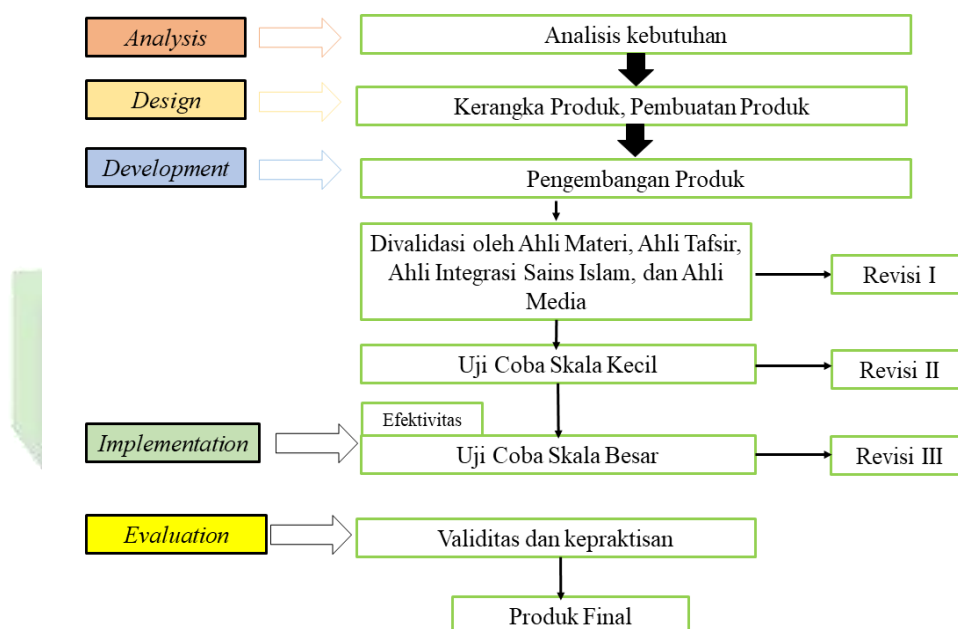 Analysis
Analisis kebutuhan
Design
Kerangka Produk, Pembuatan Produk
Development
Pengembangan Produk
Divalidasi oleh Ahli Materi, Ahli Tafsir,
Ahli Integrasi Sains Islam, dan Ahli
Media
Revisi I
Uji Coba Skala Kecil
Revisi II
Efektivitas
Implementation
Uji Coba Skala Besar
Revisi III
Evaluation
Validitas dan kepraktisan
Produk Final